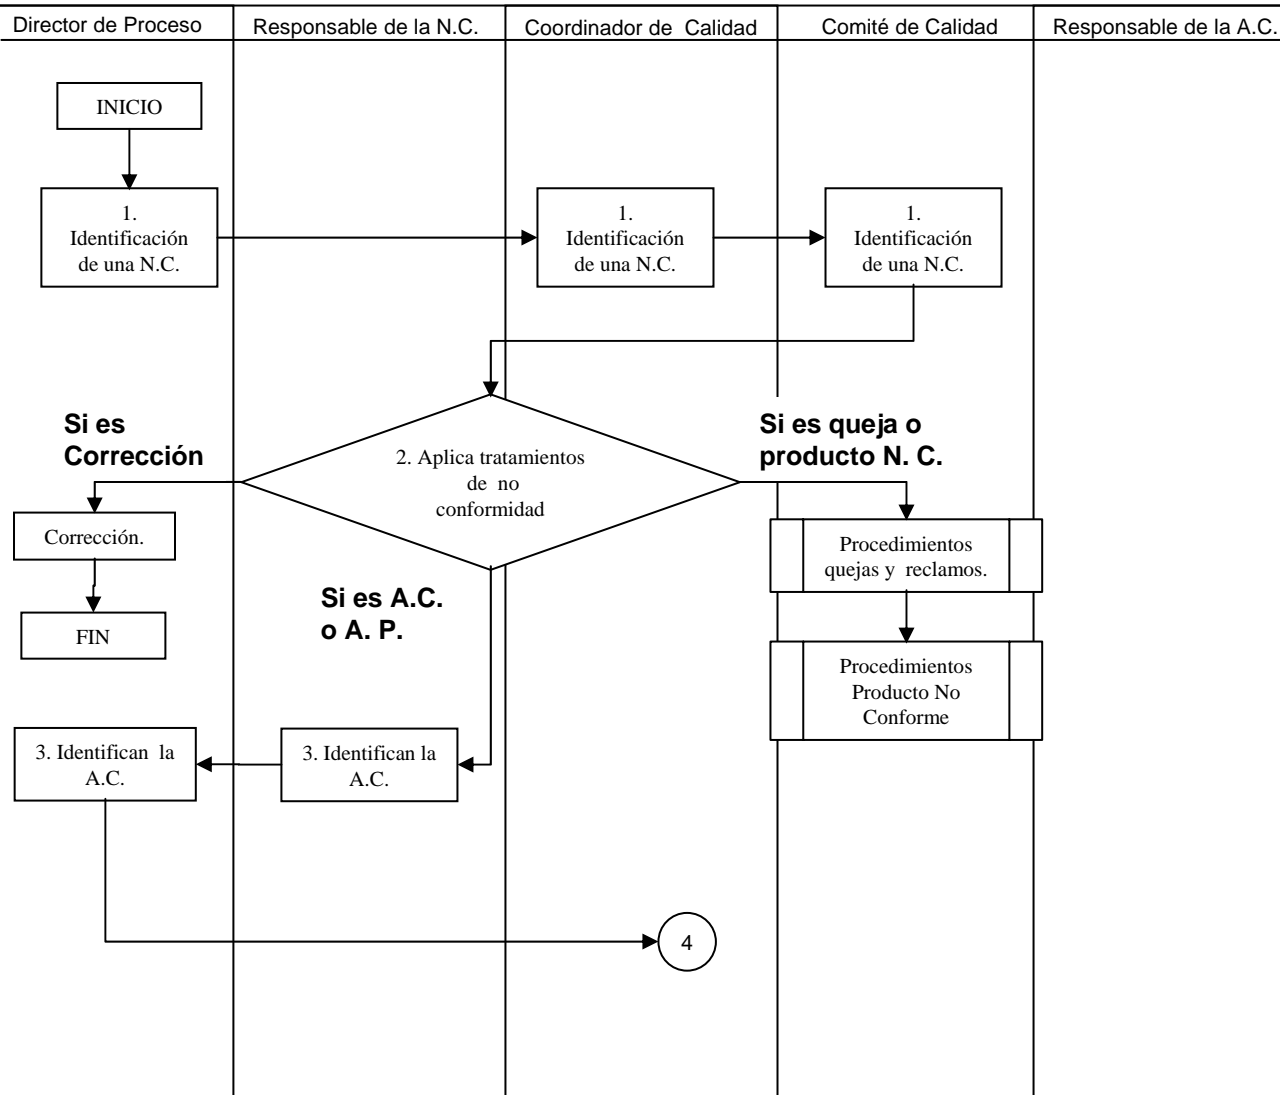 Director de Proceso
Responsable de la N.C.
Coordinador de Calidad
Comité de Calidad
Responsable de la A.C.
INICIO
1.
Identificación
de una N.C.
1.
Identificación
de una N.C.
1.
Identificación
de una N.C.
Si es
Corrección
2. Aplica tratamientos
de no
conformidad
Si es queja o
producto N. C.
Corrección.
Procedimientos
quejas y reclamos.
Si es A.C.
o A. P.
FIN
Procedimientos
Producto No
Conforme
3. Identifican la
A.C.
3. Identifican la
A.C.
4